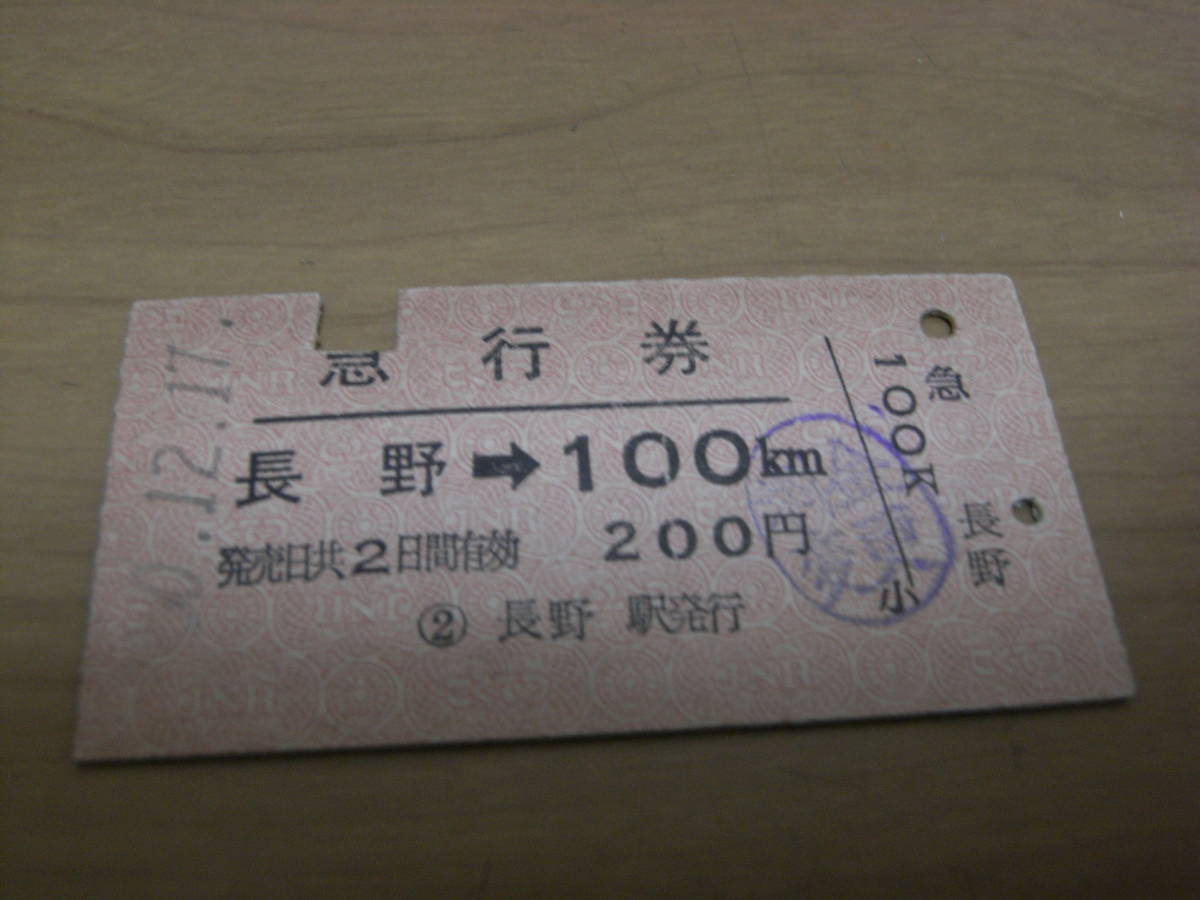 急行券
長野➡100km
発売日共2日間有効 200円
② 長野 駅発行
.12.17.
急 長野
100K
小